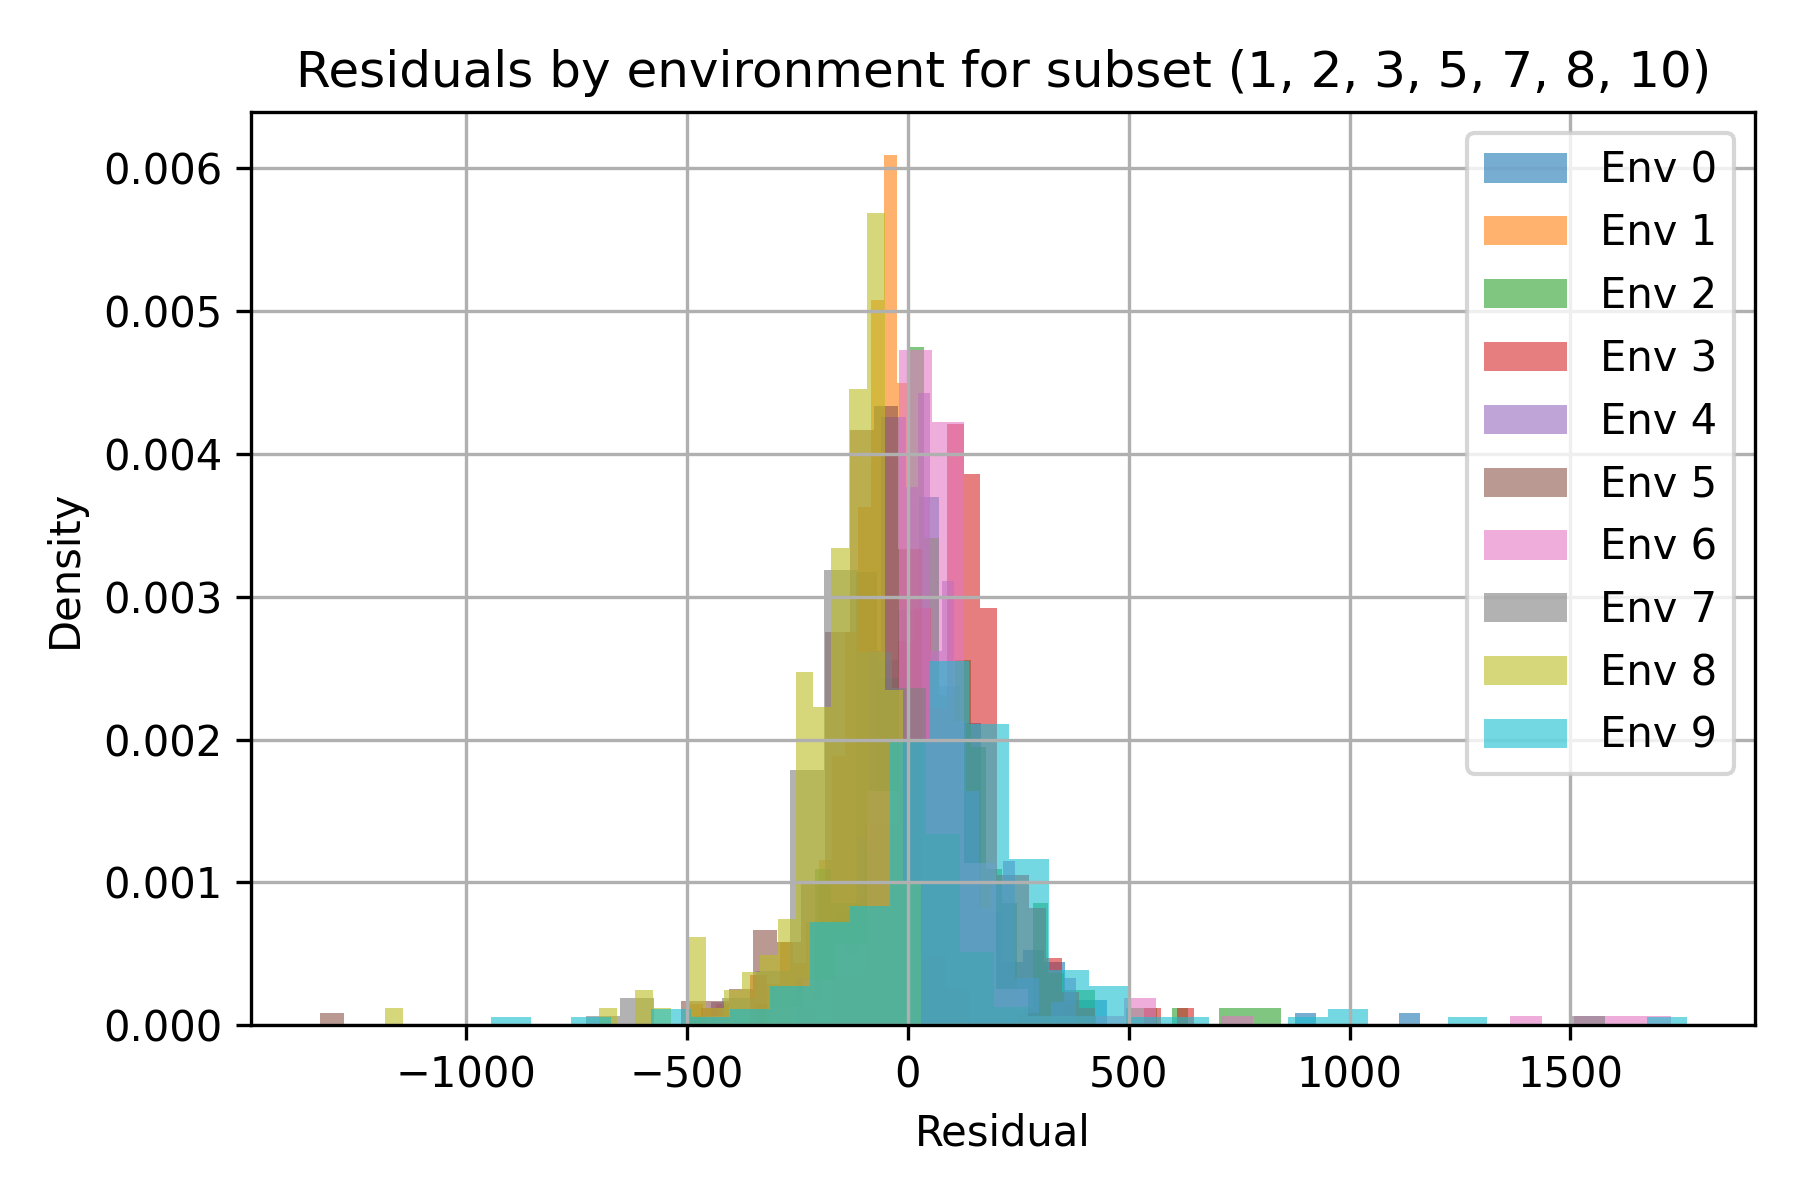 Residuals by environment for subset (1, 2, 3, 5, 7, 8, 10)
0.006
0.005
0.004
0.003
0.002
0.001
0.000
Density
−1000
−500
0
500
1000
1500
Residual
Env 0
Env 1
Env 2
Env 3
Env 4
Env 5
Env 6
Env 7
Env 8
Env 9